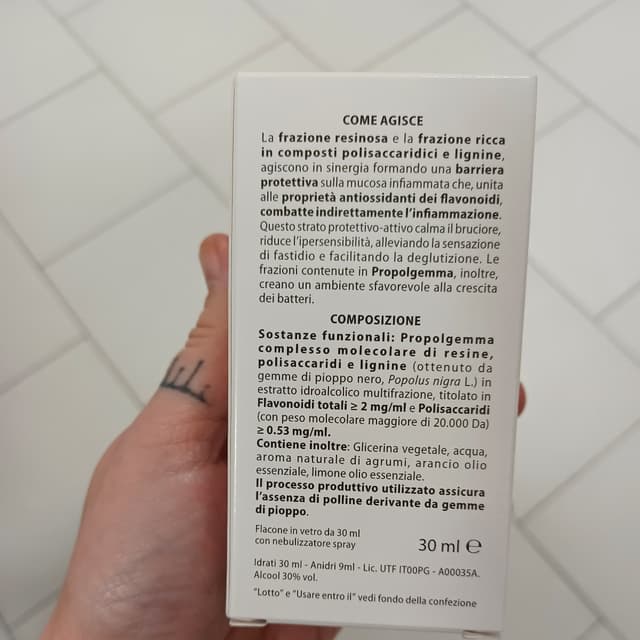 COME AGISCE
La frazione resinosa e la frazione ricca
in composti polisaccaridici e lignine,
agiscono in sinergia formando una barriera
protettiva sulla mucosa infiammata che, unita
alle proprietà antiossidanti dei flavonoidi,
combatte indirettamente l'infiammazione.
Questo strato protettivo-attivo calma il bruciore,
riduce l'ipersensibilità, alleviando la sensazione
di fastidio e facilitando la deglutizione. Le
frazioni contenute in Propolgemma, inoltre,
creano un ambiente sfavorevole alla crescita
dei batteri.
COMPOSIZIONE
Sostanze funzionali: Propolgemma
complesso molecolare di resine,
polisaccaridi e lignine (ottenuto da
gemme di pioppo nero, Popolus nigra L.) in
estratto idroalcolico multifrazione, titolato in
Flavonoidi totali ≥ 2 mg/ml e Polisaccaridi
(con peso molecolare maggiore di 20.000 Da)
≥ 0.53 mg/ml.
Contiene inoltre: Glicerina vegetale, acqua,
aroma naturale di agrumi, arancio olio
essenziale, limone olio essenziale.
Il processo produttivo utilizzato assicura
l'assenza di polline derivante da gemme
di pioppo.
Flacone in vetro da 30 ml
con nebulizzatore spray
30 ml ℮
Idrati 30 ml - Anidri 9ml - Lic. UTF IT00PG - A00035A.
Alcool 30% vol.
"Lotto" e "Usare entro il" vedi fondo della confezione